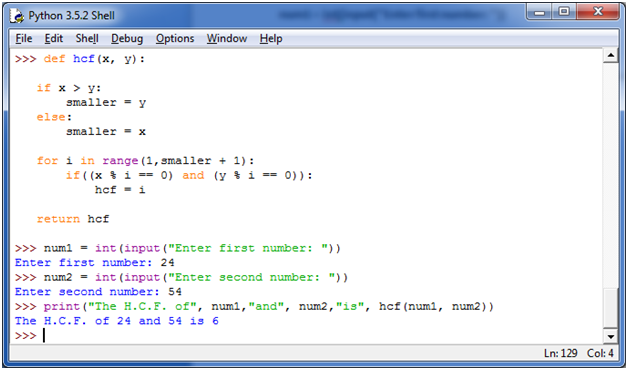 Python 3.5.2 Shell
File Edit Shell Debug Options Window Help
>>> def hcf(x, y):
if x > y:
smaller = y
else:
smaller = x
for i in range(1,smaller + 1):
if((x % i == 0) and (y % i == 0)):
hcf = i
return hcf
>>> num1 = int(input("Enter first number: "))
Enter first number: 24
>>> num2 = int(input("Enter second number: "))
Enter second number: 54
>>> print("The H.C.F. of", num1,"and", num2,"is", hcf(num1, num2))
The H.C.F. of 24 and 54 is 6
>>>
Ln: 129 Col: 4